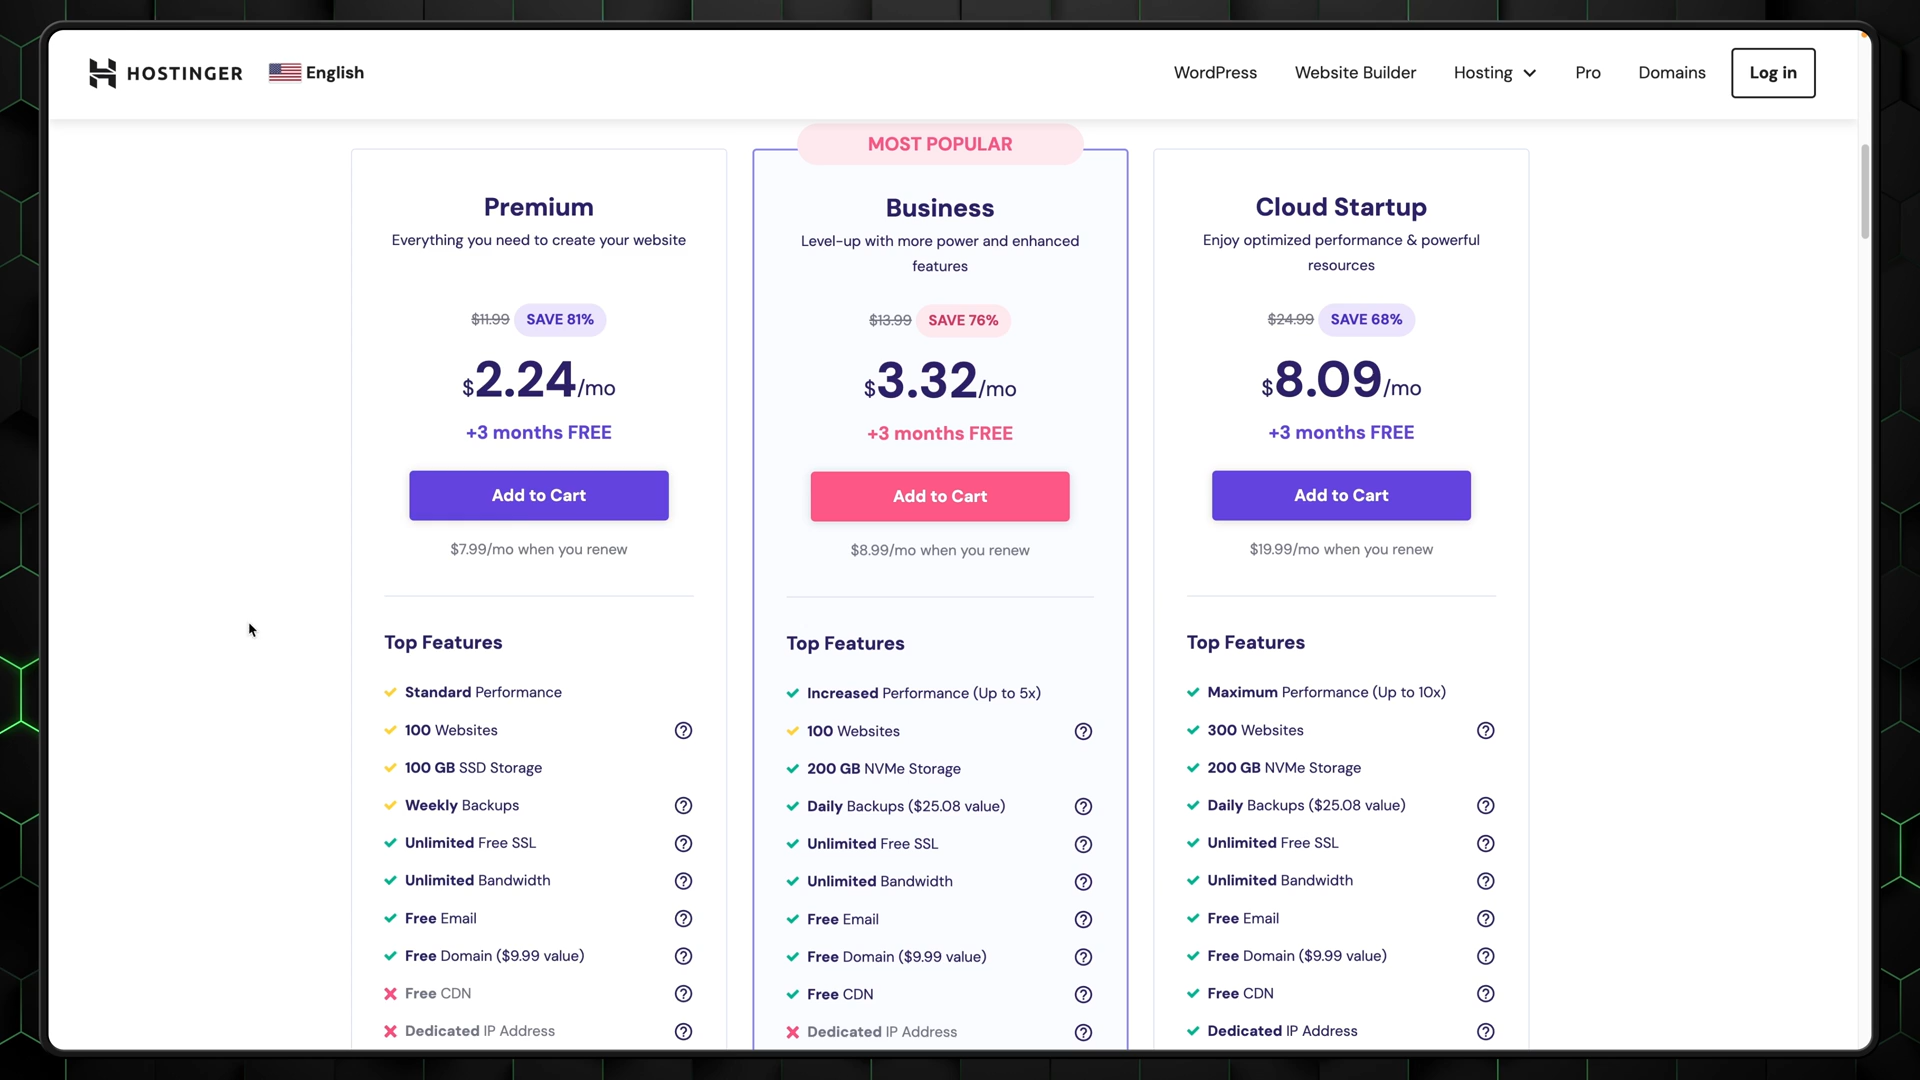 HOSTINGER
English
WordPress
Website Builder
Hosting
Pro
Domains
Log in
Premium
Everything you need to create your website
$11.99 SAVE 81%
$2.24/mo
+3 months FREE
Add to Cart
$7.99/mo when you renew
Top Features
Standard Performance
100 Websites
100 GB SSD Storage
Weekly Backups
Unlimited Free SSL
Unlimited Bandwidth
Free Email
Free Domain ($9.99 value)
Free CDN
Dedicated IP Address
MOST POPULAR
Business
Level-up with more power and enhanced
features
$13.99 SAVE 76%
$3.32/mo
+3 months FREE
Add to Cart
$8.99/mo when you renew
Top Features
Increased Performance (Up to 5x)
100 Websites
200 GB NVMe Storage
Daily Backups ($25.08 value)
Unlimited Free SSL
Unlimited Bandwidth
Free Email
Free Domain ($9.99 value)
Free CDN
Dedicated IP Address
Cloud Startup
Enjoy optimized performance & powerful
resources
$24.99 SAVE 68%
$8.09/mo
+3 months FREE
Add to Cart
$19.99/mo when you renew
Top Features
Maximum Performance (Up to 10x)
300 Websites
200 GB NVMe Storage
Daily Backups ($25.08 value)
Unlimited Free SSL
Unlimited Bandwidth
Free Email
Free Domain ($9.99 value)
Free CDN
Dedicated IP Address